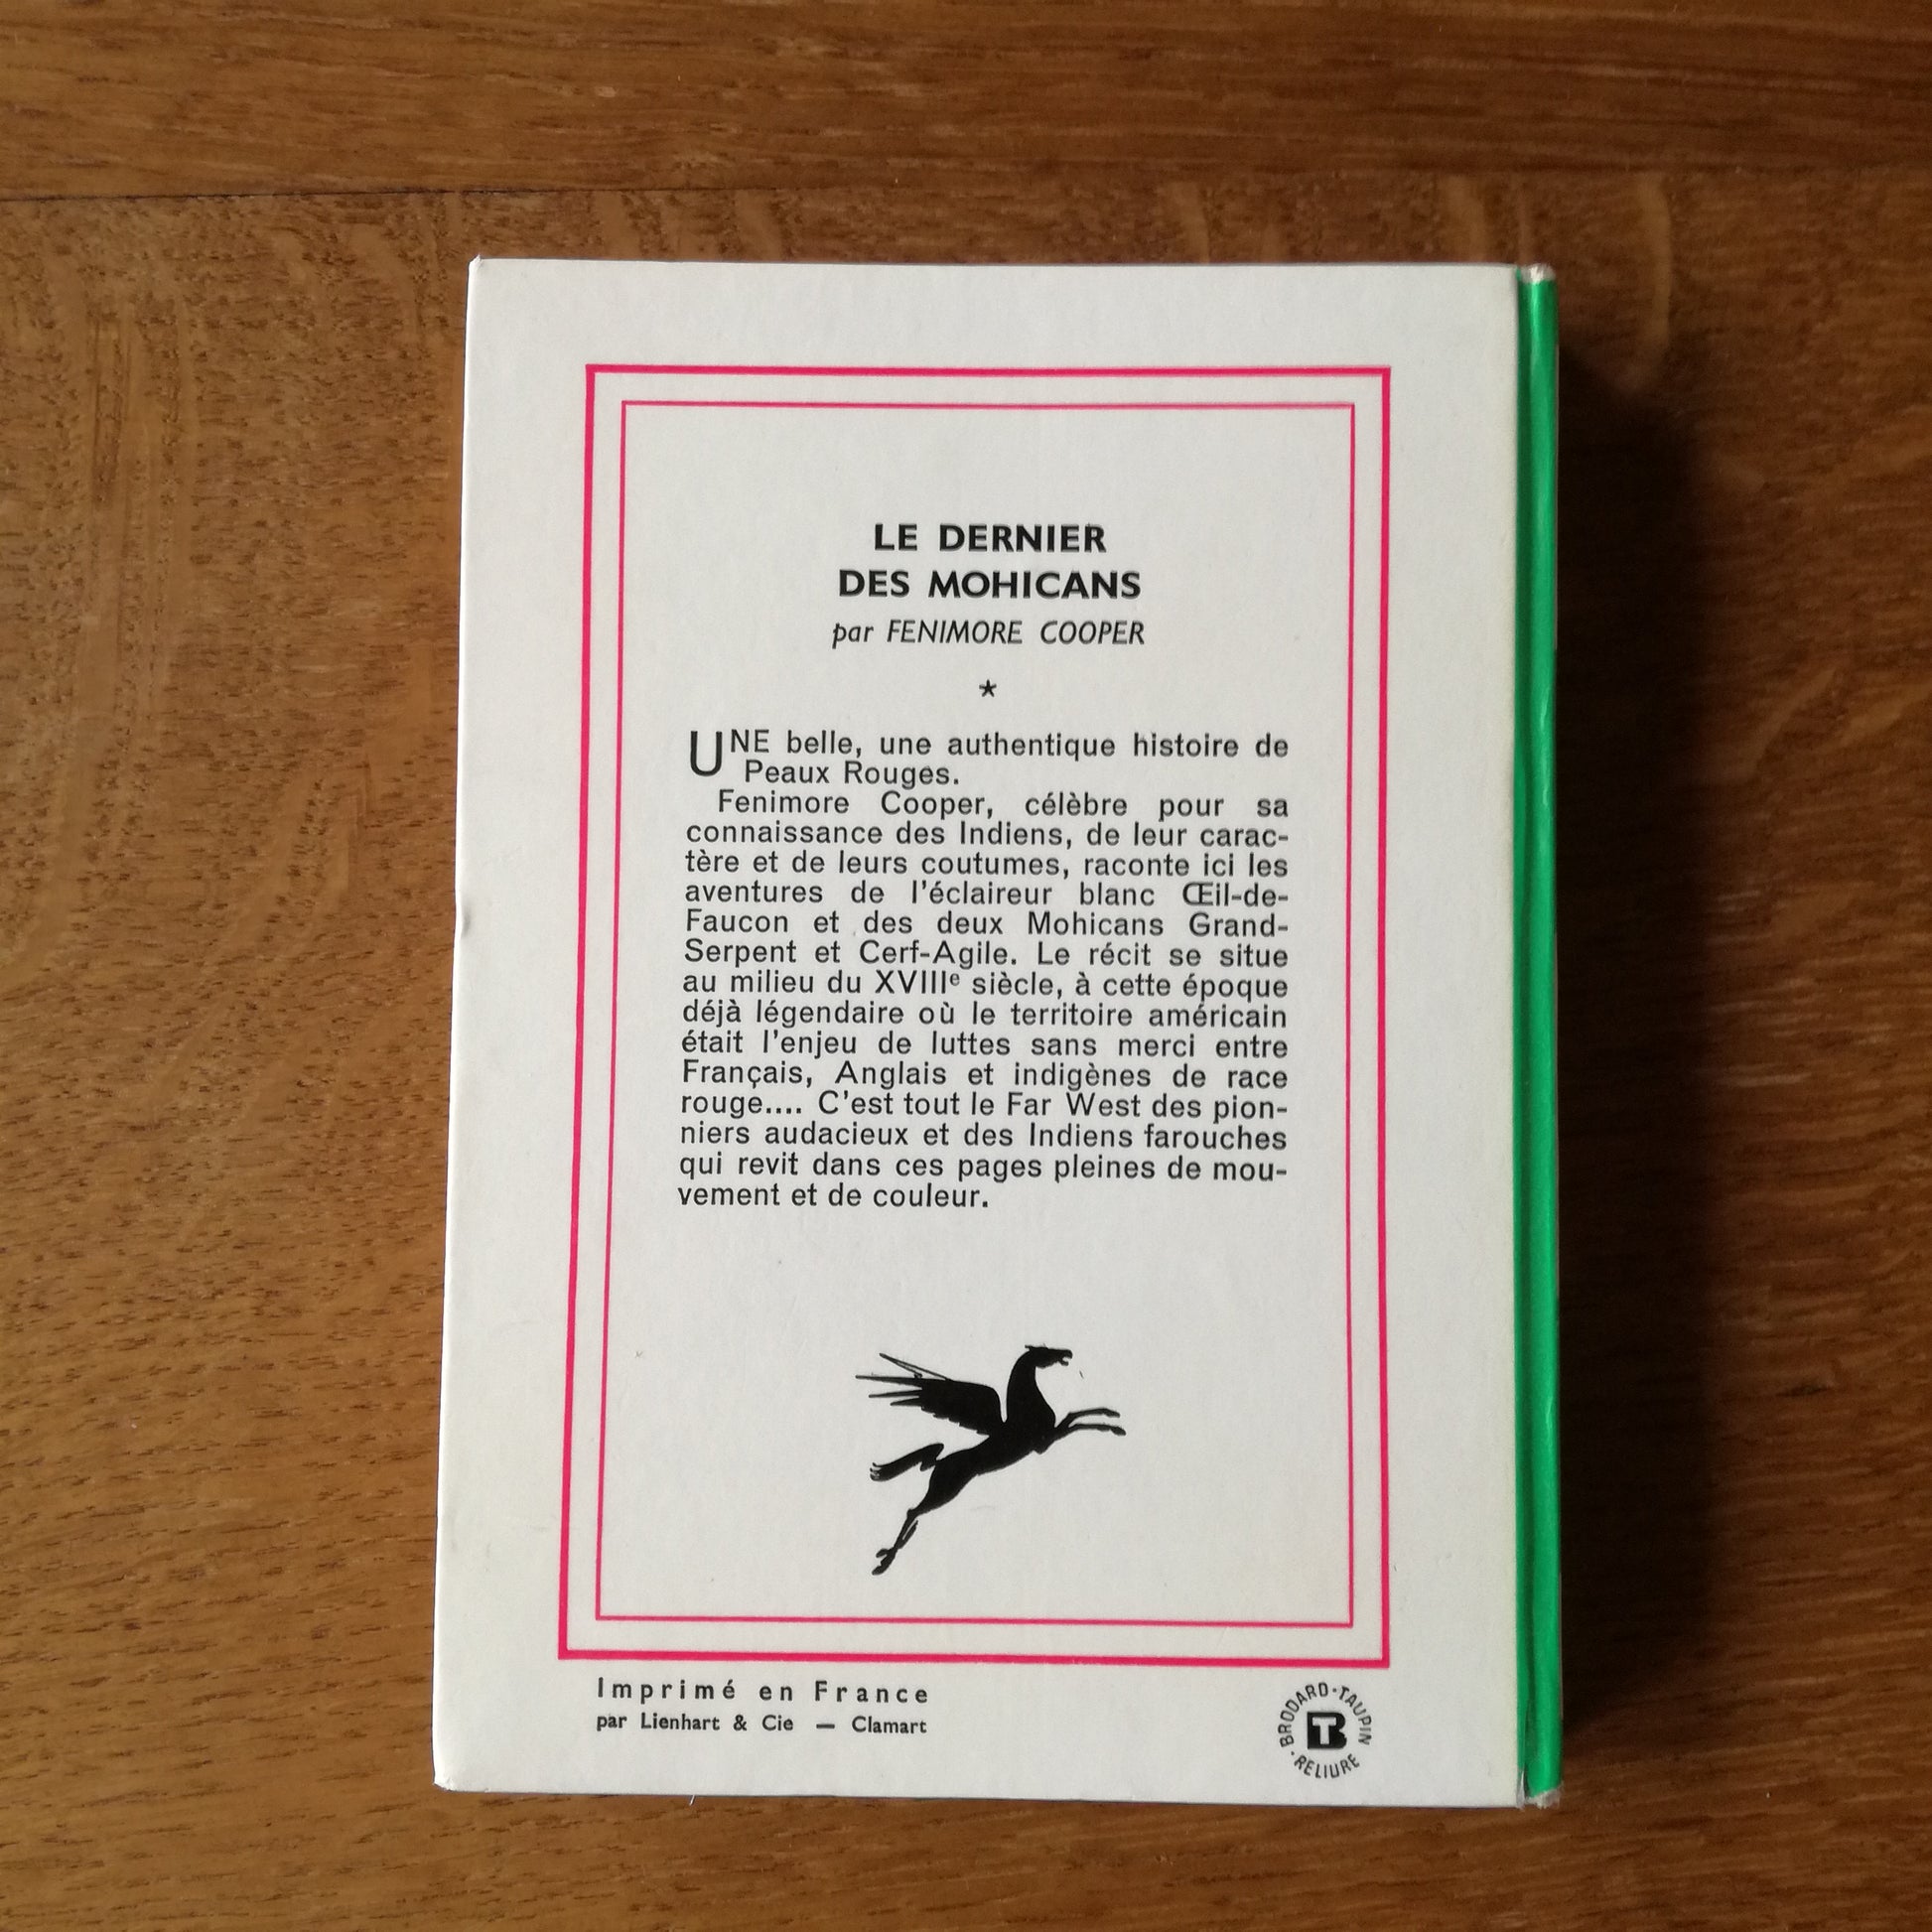 LE DERNIER
DES MOHICANS
par FENIMORE COOPER
*
UNE belle, une authentique histoire de
Peaux Rouges.
Fenimore Cooper, célèbre pour sa
connaissance des Indiens, de leur carac-
tère et de leurs coutumes, raconte ici les
aventures de l'éclaireur blanc Œil-de-
Faucon et des deux Mohicans Grand-
Serpent et Cerf-Agile. Le récit se situe
au milieu du XVIIIe siècle, à cette époque
déjà légendaire où le territoire américain
était l'enjeu de luttes sans merci entre
Français, Anglais et indigènes de race
rouge.... C'est tout le Far West des pion-
niers audacieux et des Indiens farouches
qui revit dans ces pages pleines de mou-
vement et de couleur.
Imprimé en France
par Lienhart & Cie — Clamart
BRODARD·TAUPIN
BT
·RELIURE·